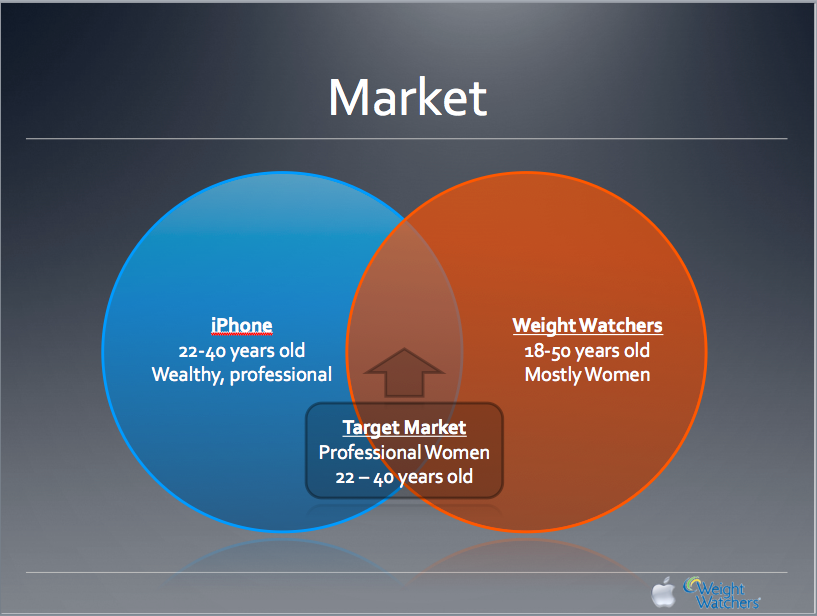 Market
iPhone
22-40 years old
Wealthy, professional
Weight Watchers
18-50 years old
Mostly Women
Target Market
Professional Women
22 – 40 years old
Weight
Watchers